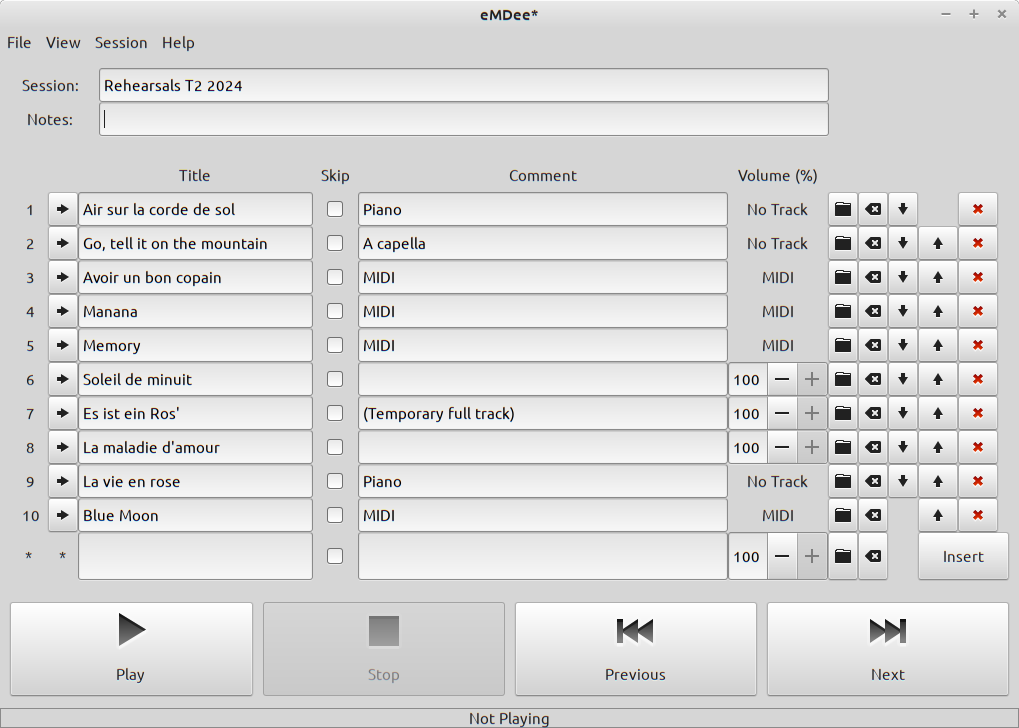 eMDee*
File View Session Help
Session: Rehearsals T2 2024
Notes:
Title Skip Comment Volume (%)
1 Air sur la corde de sol Piano No Track
2 Go, tell it on the mountain A capella No Track
3 Avoir un bon copain MIDI MIDI
4 Manana MIDI MIDI
5 Memory MIDI MIDI
6 Soleil de minuit 100
7 Es ist ein Ros' (Temporary full track) 100
8 La maladie d'amour 100
9 La vie en rose Piano No Track
10 Blue Moon MIDI MIDI
* * 100 Insert
Play Stop Previous Next
Not Playing